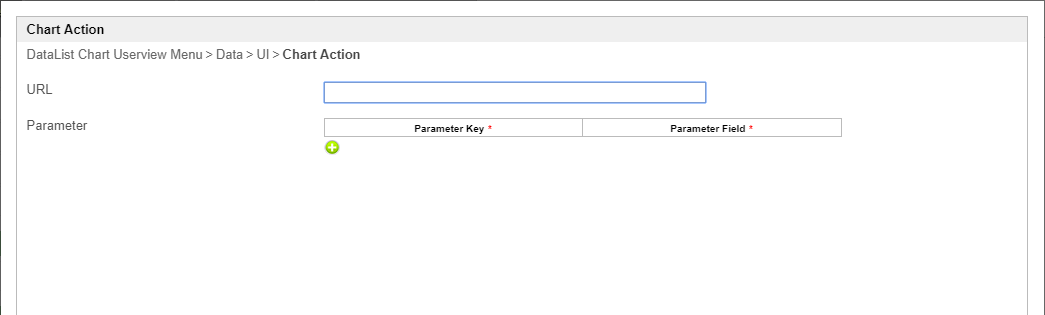 Chart Action
DataList Chart Userview Menu > Data > UI > Chart Action
URL
Parameter
Parameter Key * Parameter Field *